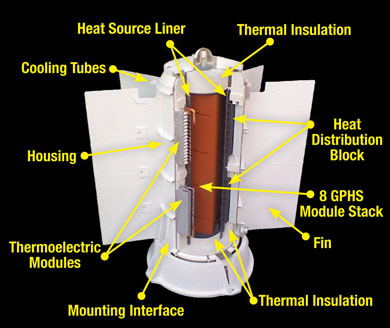 Heat Source Liner
Thermal Insulation
Cooling Tubes
Housing
Heat
Distribution
Block
8 GPHS
Module Stack
Thermoelectric
Modules
Fin
Mounting Interface
Thermal Insulation